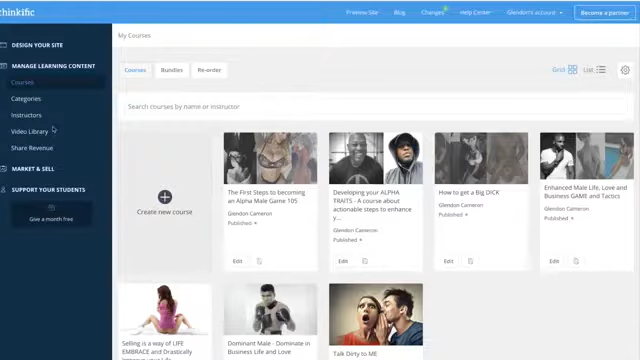 thinkific
Freebie Site
Blog
Changes
Help Center
Glendon's account
Become a partner
DESIGN YOUR SITE
MANAGE LEARNING CONTENT
Courses
Categories
Instructors
Video Library
Share Revenue
MARKET & SELL
SUPPORT YOUR STUDENTS
Give a month free
My Courses
Courses
Bundles
Re-order
Grid
List
Search courses by name or instructor
Create new course
The First Steps to becoming
an Alpha Male Game 105
Glendon Cameron
Published
Edit
Developing your ALPHA
TRAITS - A course about
actionable steps to enhance
y...
Glendon Cameron
Published
Edit
How to get a Big DICK
Glendon Cameron
Published
Edit
Enhanced Male Life, Love and
Business GAME and Tactics
Glendon Cameron
Published
Edit
Selling is a way of LIFE
EMBRACE and Drastically
Dominant Male - Dominate in
Business Life and Love
Talk Dirty to ME